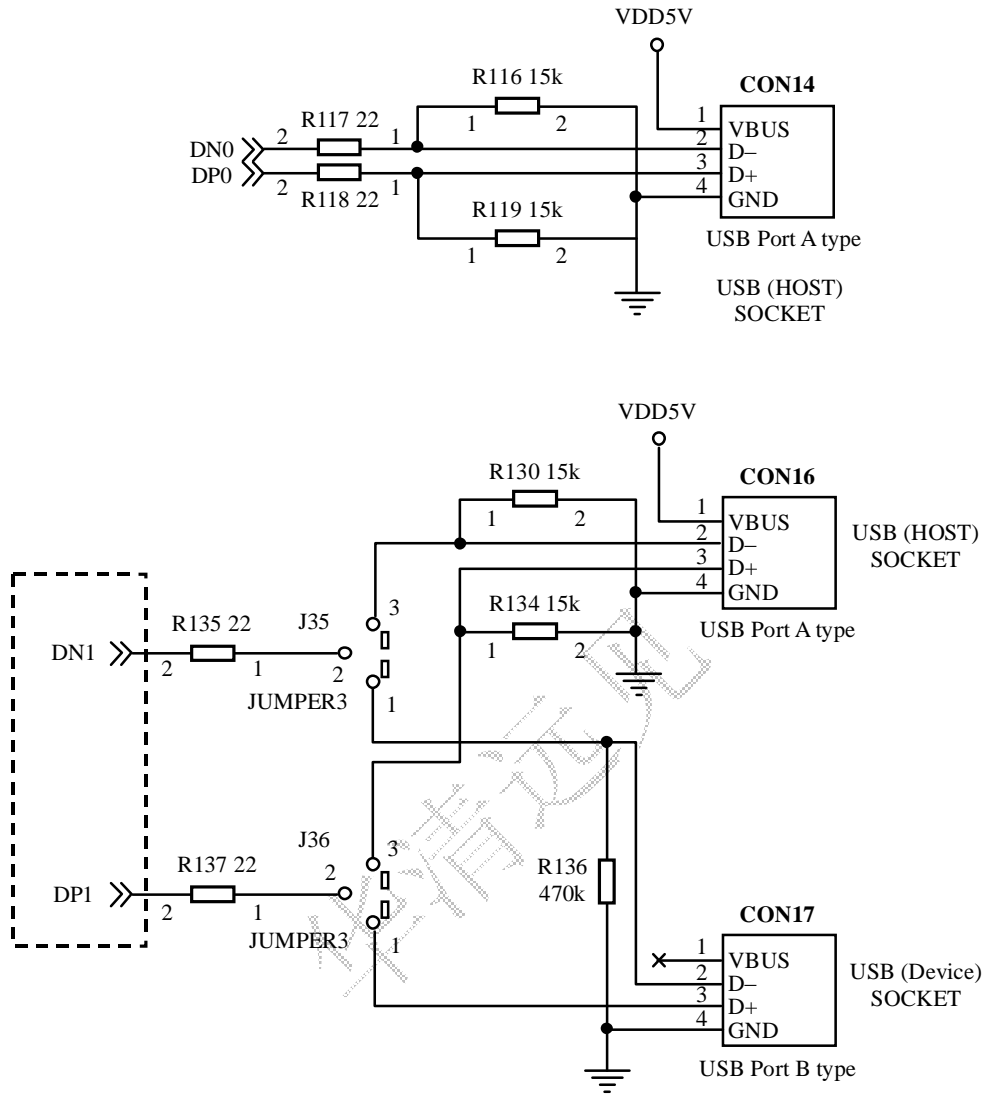 VDD5V
R116 15k
CON14
1
2
R117 22
2
1
DN0
DP0
2
1
R118 22
R119 15k
1
2
1
VBUS
2
D−
3
D+
4
GND
USB Port A type
USB (HOST)
SOCKET
VDD5V
R130 15k
CON16
1
2
1
VBUS
2
D−
3
D+
4
GND
USB (HOST)
SOCKET
USB Port A type
R134 15k
1
2
R135 22
J35
3
DN1
2
1
2
JUMPER3
1
J36
3
R137 22
2
DP1
2
1
JUMPER3
1
R136
470k
CON17
1
VBUS
2
D−
3
D+
4
GND
USB (Device)
SOCKET
USB Port B type
华清远见